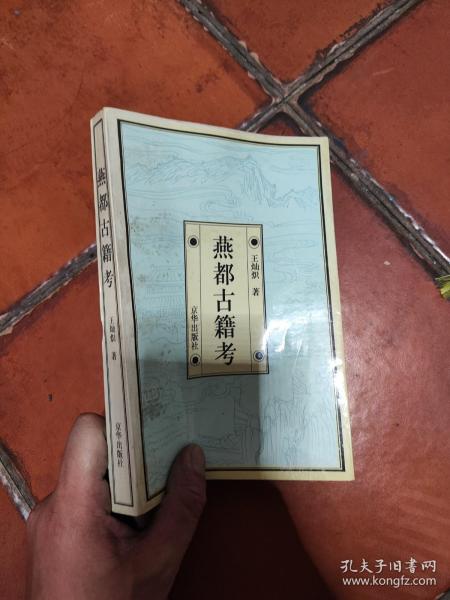 燕都古籍考
王灿炽 著
京华出版社
燕都古籍考
王灿炽 著
京华出版社
孔夫子旧书网
www.kongfz.com